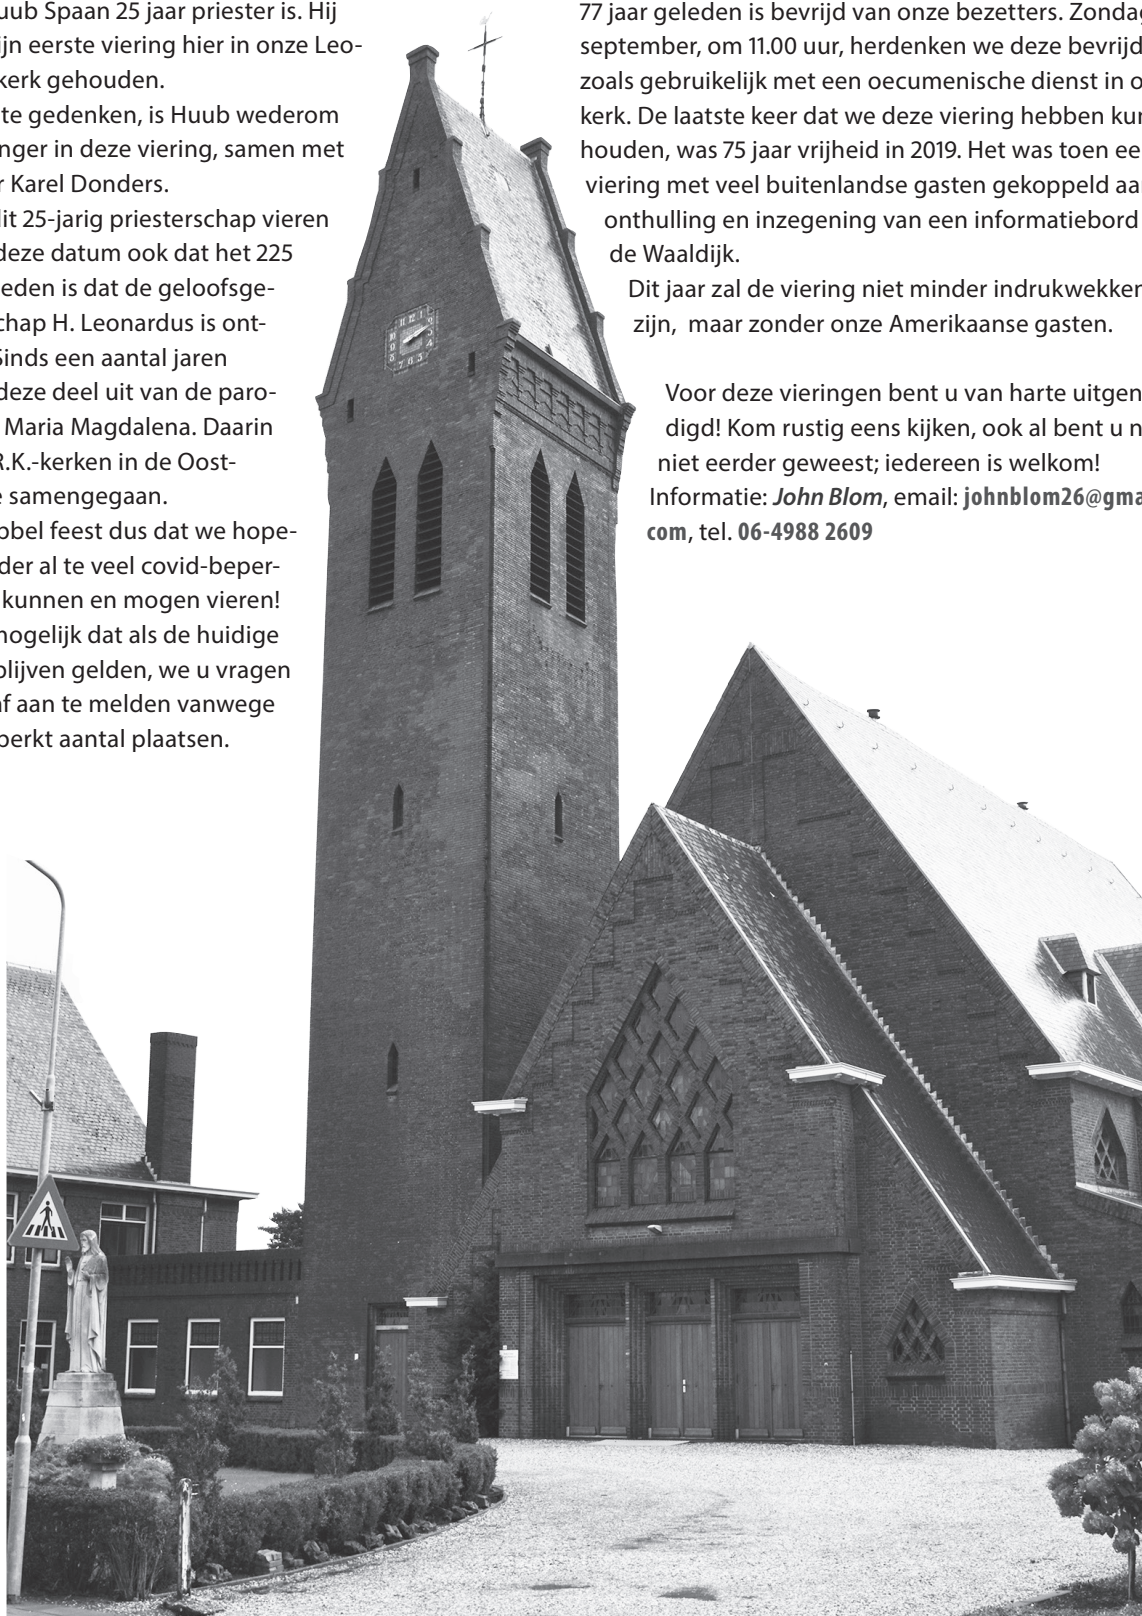 uub Spaan 25 jaar priester is. Hij
ijn eerste viering hier in onze Leo-
kerk gehouden.
te gedenken, is Huub wederom
nger in deze viering, samen met
r Karel Donders.
dit 25-jarig priesterschap vieren
deze datum ook dat het 225
eden is dat de geloofsge-
chap H. Leonardus is ont-
Sinds een aantal jaren
deze deel uit van de paro-
Maria Magdalena. Daarin
R.K.-kerken in de Oost-
e samengegaan.
bbel feest dus dat we hope-
der al te veel covid-beper-
kunnen en mogen vieren!
mogelijk dat als de huidige
blijven gelden, we u vragen
af aan te melden vanwege
perkt aantal plaatsen.
77 jaar geleden is bevrijd van onze bezetters. Zondag
september, om 11.00 uur, herdenken we deze bevrijd
zoals gebruikelijk met een oecumenische dienst in o
kerk. De laatste keer dat we deze viering hebben kun
houden, was 75 jaar vrijheid in 2019. Het was toen ee
viering met veel buitenlandse gasten gekoppeld aan
onthulling en inzegening van een informatiebord
de Waaldijk.
Dit jaar zal de viering niet minder indrukwekken
zijn, maar zonder onze Amerikaanse gasten.
Voor deze vieringen bent u van harte uitgen
digd! Kom rustig eens kijken, ook al bent u n
niet eerder geweest; iedereen is welkom!
Informatie: John Blom, email: johnblom26@gma
com, tel. 06-4988 2609